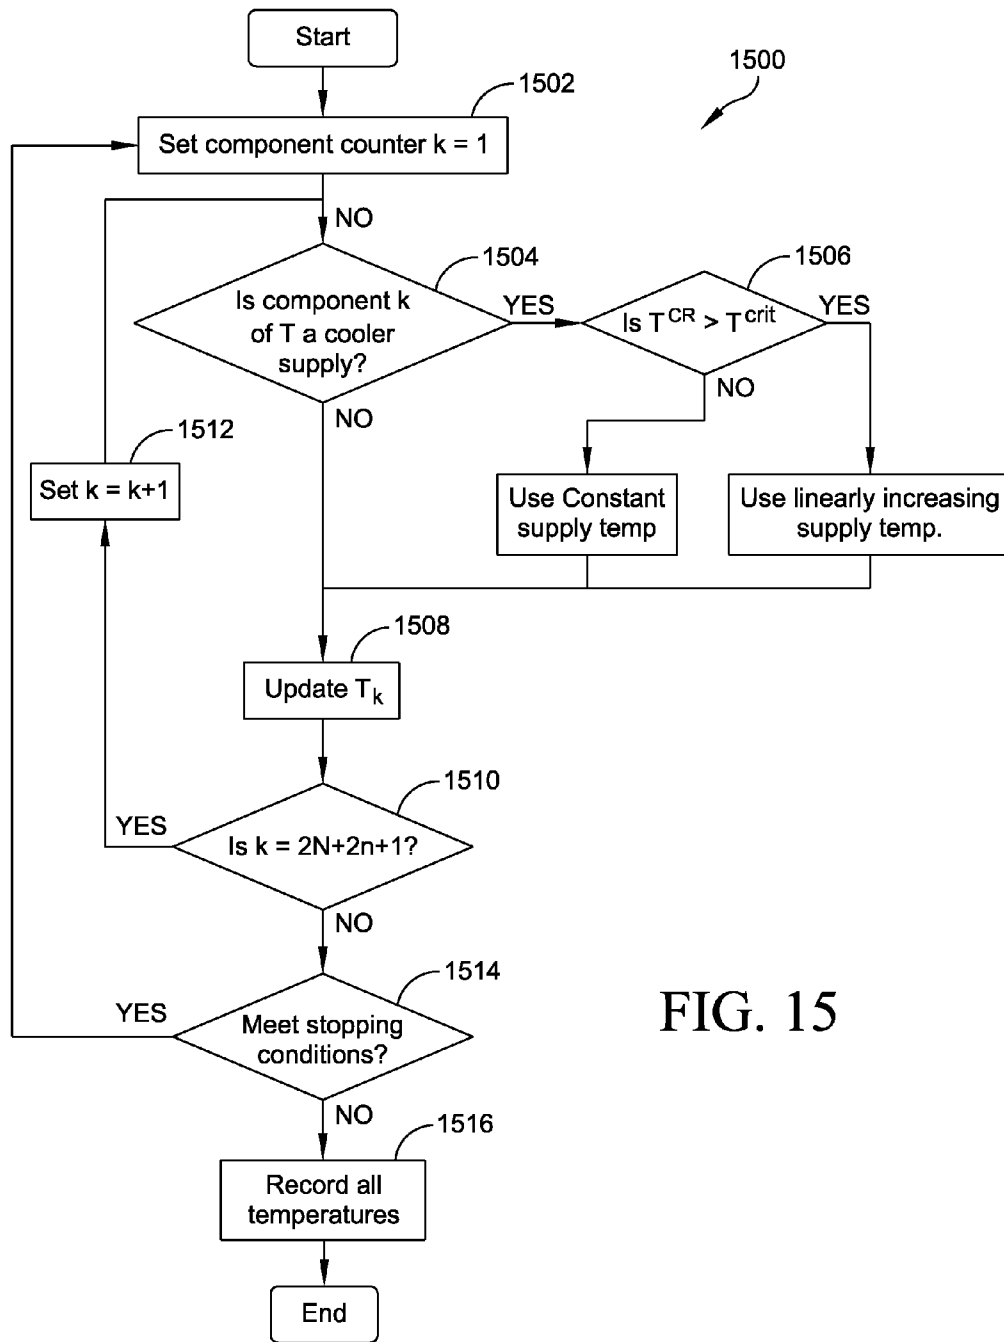 Start
1500
1502
Set component counter k = 1
NO
1504
1506
Is component k
of T a cooler
supply?
YES
Is T^CR > T^crit
YES
NO
NO
1512
Set k = k+1
Use Constant
supply temp
Use linearly increasing
supply temp.
1508
Update T_k
1510
YES
Is k = 2N+2n+1?
NO
1514
YES
Meet stopping
conditions?
FIG. 15
NO
1516
Record all
temperatures
End